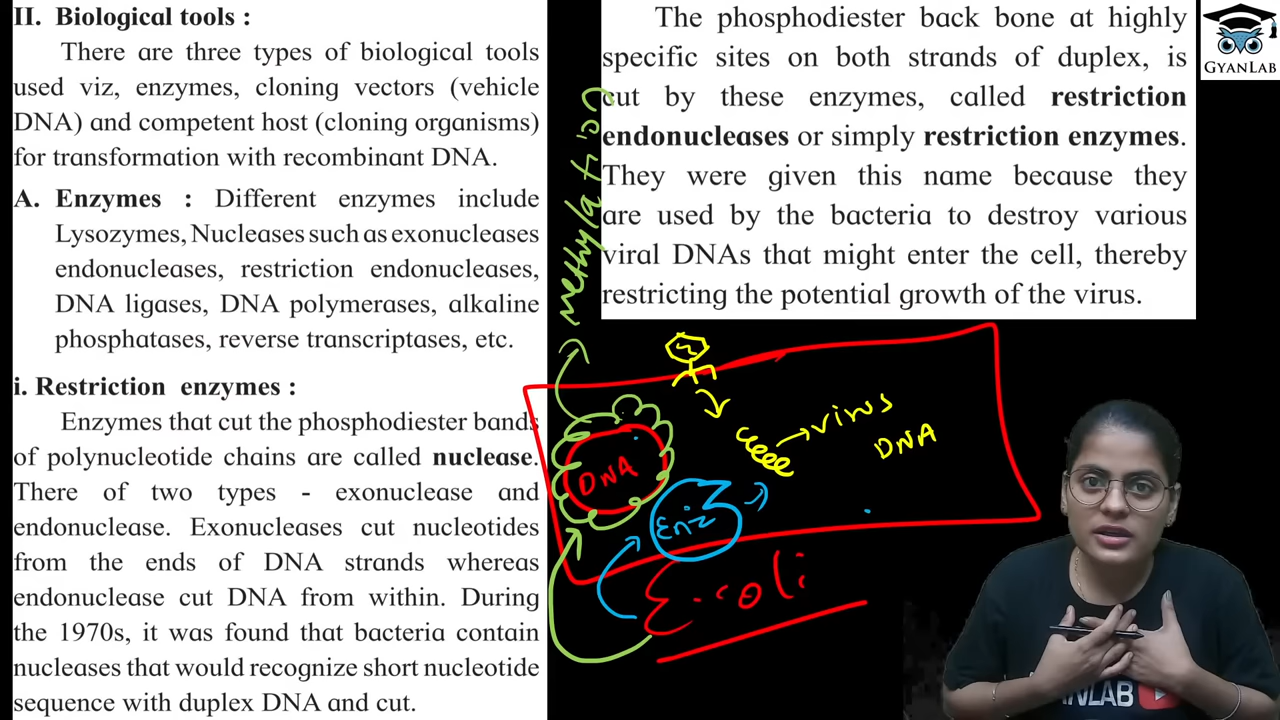 II. Biological tools :
There are three types of biological tools
used viz, enzymes, cloning vectors (vehicle
DNA) and competent host (cloning organisms)
for transformation with recombinant DNA.
A. Enzymes : Different enzymes include
Lysozymes, Nucleases such as exonucleases
endonucleases, restriction endonucleases,
DNA ligases, DNA polymerases, alkaline
phosphatases, reverse transcriptases, etc.
i. Restriction enzymes :
Enzymes that cut the phosphodiester bands
of polynucleotide chains are called nuclease.
There of two types - exonuclease and
endonuclease. Exonucleases cut nucleotides
from the ends of DNA strands whereas
endonuclease cut DNA from within. During
the 1970s, it was found that bacteria contain
nucleases that would recognize short nucleotide
sequence with duplex DNA and cut.
The phosphodiester back bone at highly
specific sites on both strands of duplex, is
cut by these enzymes, called restriction
endonucleases or simply restriction enzymes.
They were given this name because they
are used by the bacteria to destroy various
viral DNAs that might enter the cell, thereby
restricting the potential growth of the virus.
methylation
DNA
Enz
virus
DNA
E.coli
GYANLAB
ANLAB